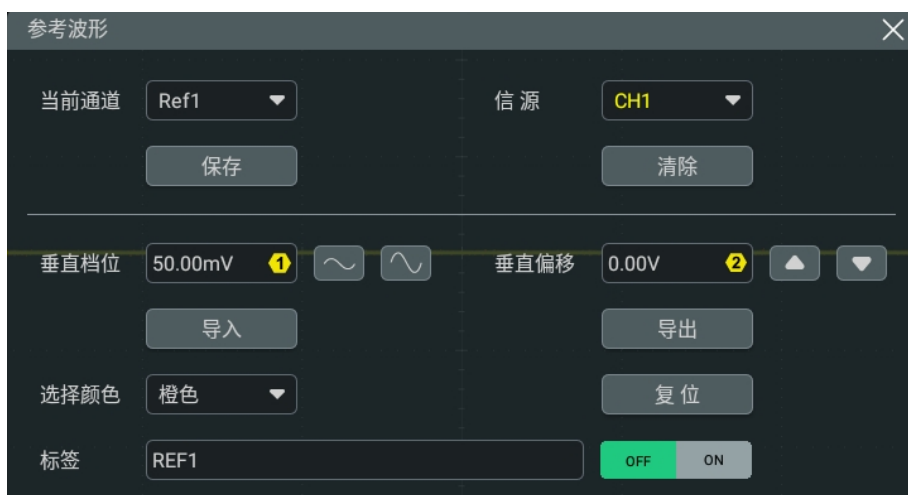 参考波形
当前通道 Ref1 信源 CH1
保存 清除
垂直档位 50.00mV 1 垂直偏移 0.00V 2
导入 导出
选择颜色 橙色 复位
标签 REF1 OFF ON